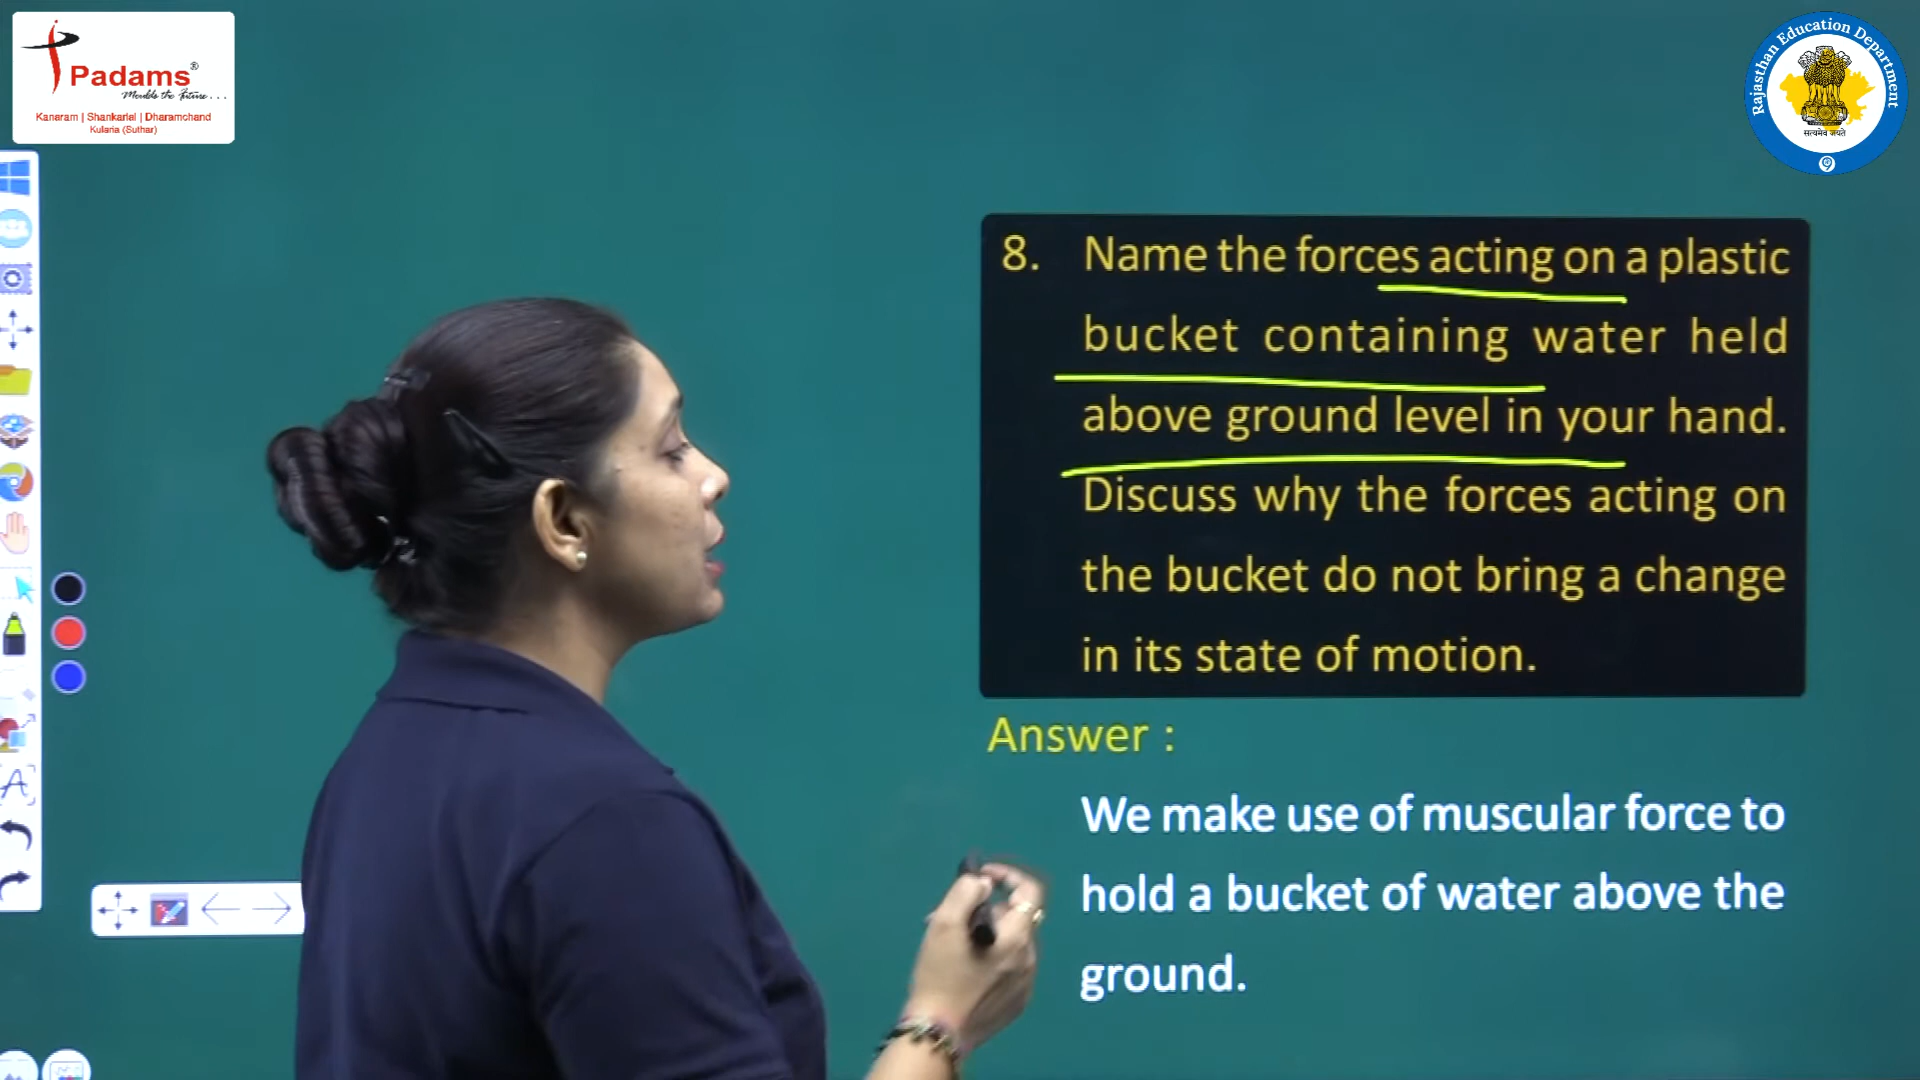 Padams®
Moulds the Future...
Kanaram | Shankarlal | Dharamchand
Kularia (Suthar)
Rajasthan Education Department
सत्यमेव जयते
8. Name the forces acting on a plastic
bucket containing water held
above ground level in your hand.
Discuss why the forces acting on
the bucket do not bring a change
in its state of motion.
Answer :
We make use of muscular force to
hold a bucket of water above the
ground.
A